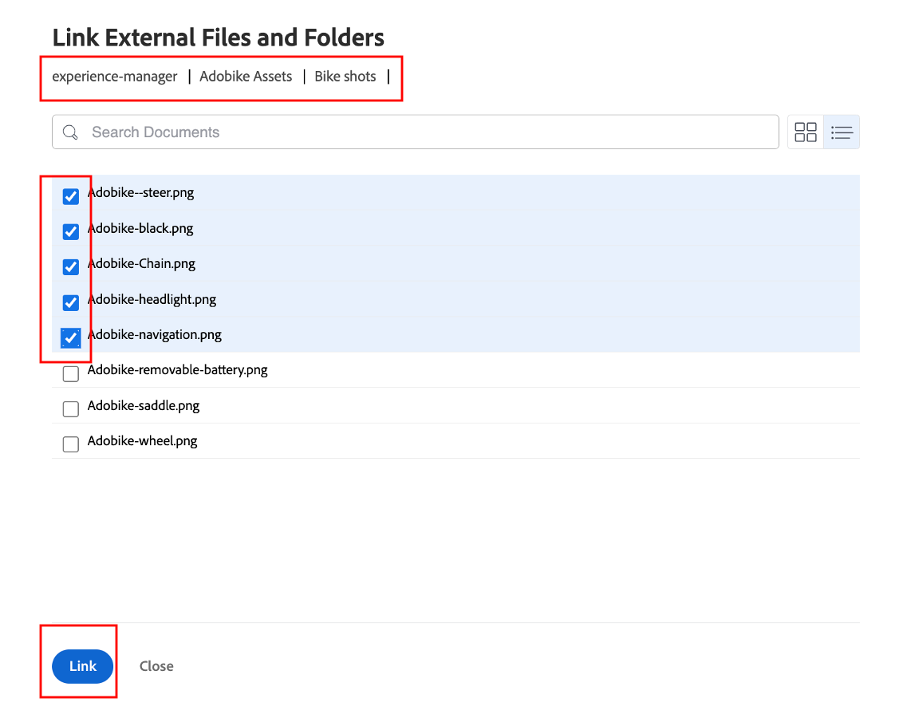 Link External Files and Folders
experience-manager | Adobike Assets | Bike shots |
Search Documents
Adobike--steer.png
Adobike-black.png
Adobike-Chain.png
Adobike-headlight.png
Adobike-navigation.png
Adobike-removable-battery.png
Adobike-saddle.png
Adobike-wheel.png
Link Close